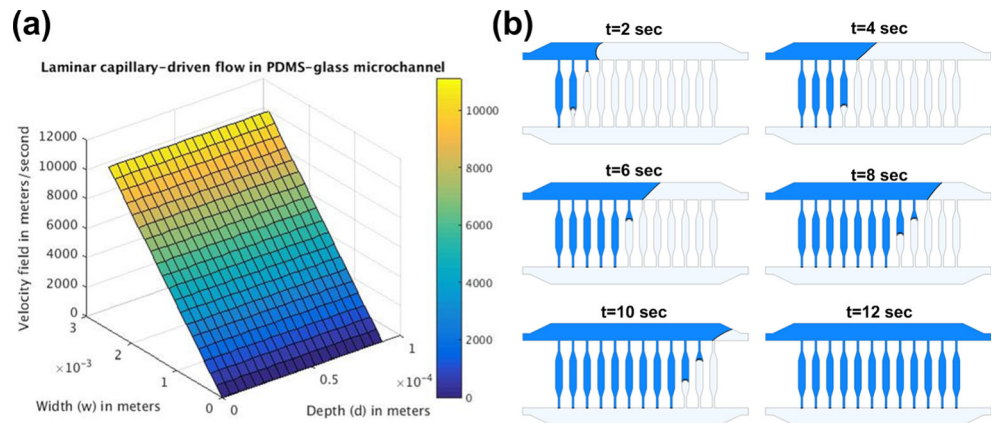 (a)
Laminar capillary-driven flow in PDMS-glass microchannel
12000
10000
8000
6000
4000
2000
0
Velocity field in meters/second
3
2
1
0
×10⁻³
Width (w) in meters
0
0.5
1
×10⁻⁴
Depth (d) in meters
10000
8000
6000
4000
2000
0
(b)
t=2 sec
t=4 sec
t=6 sec
t=8 sec
t=10 sec
t=12 sec